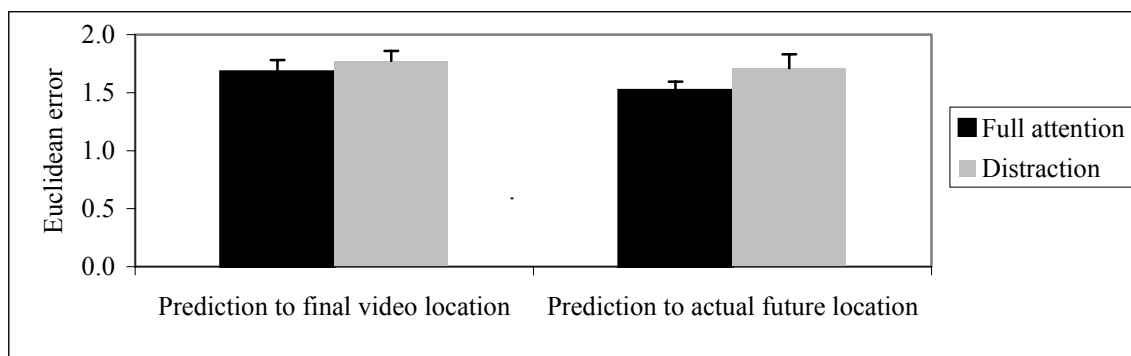 2.0
1.5
1.0
0.5
0.0
Euclidean error
Prediction to final video location
Prediction to actual future location
Full attention
Distraction